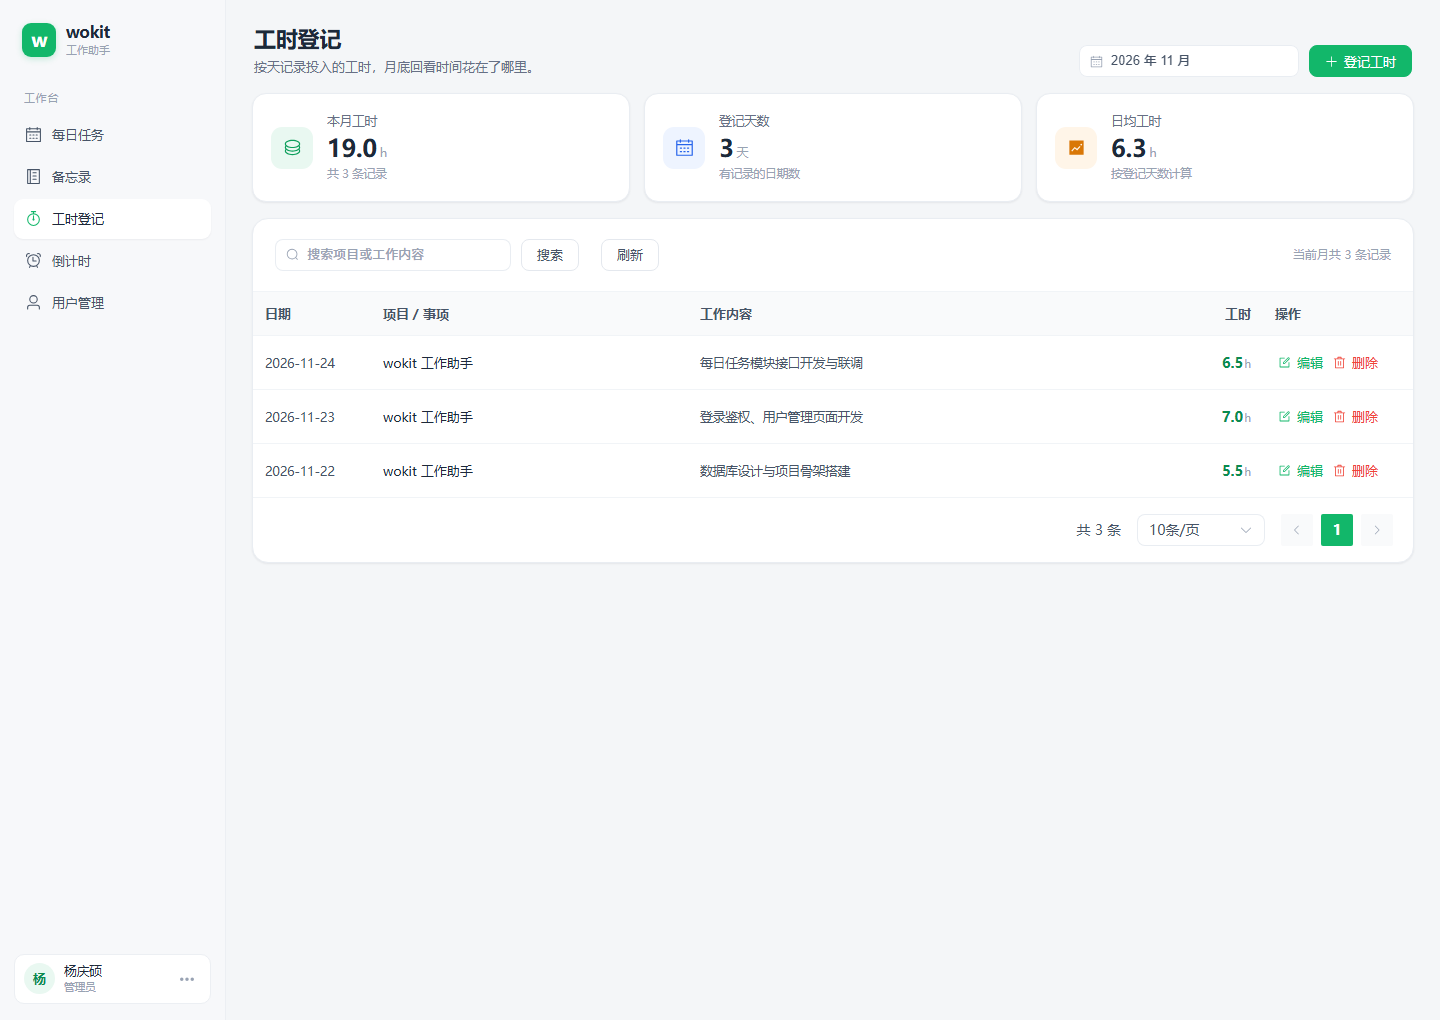 w
wokit
工作助手
工作台
每日任务
备忘录
工时登记
倒计时
用户管理
杨
杨庆硕
管理员
工时登记
按天记录投入的工时，月底回看时间花在了哪里。
2026 年 11 月
登记工时
本月工时
19.0 h
共 3 条记录
登记天数
3 天
有记录的日期数
日均工时
6.3 h
按登记天数计算
搜索项目或工作内容 搜索 刷新 当前月共 3 条记录
日期 项目 / 事项 工作内容 工时 操作
2026-11-24 wokit 工作助手 每日任务模块接口开发与联调 6.5h 编辑 删除
2026-11-23 wokit 工作助手 登录鉴权、用户管理页面开发 7.0h 编辑 删除
2026-11-22 wokit 工作助手 数据库设计与项目骨架搭建 5.5h 编辑 删除
共 3 条 10条/页 1